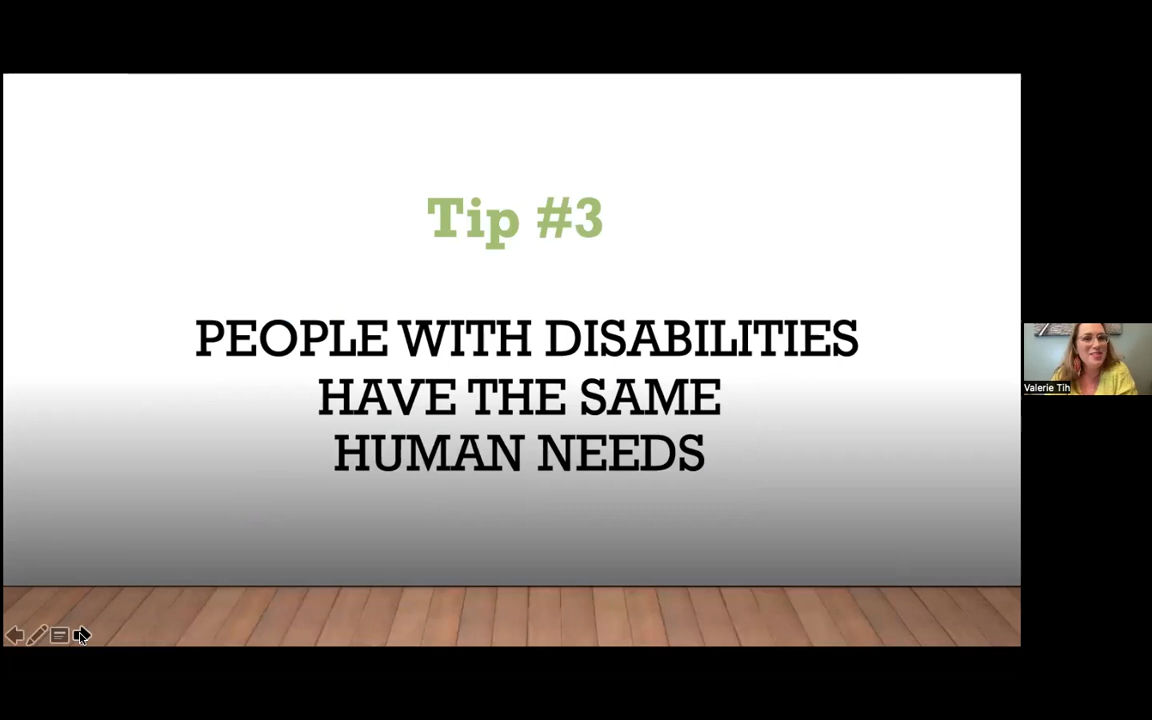 Tip #3
PEOPLE WITH DISABILITIES
HAVE THE SAME
HUMAN NEEDS
Valerie Tih